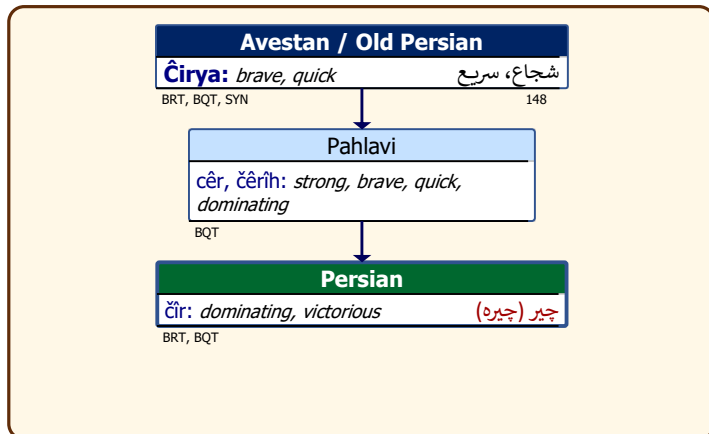 Avestan / Old Persian
Ĉirya: brave, quick شجاع، سریع
BRT, BQT, SYN 148
Pahlavi
cêr, čêrîh: strong, brave, quick,
dominating
BQT
Persian
čîr: dominating, victorious چیر (چیره)
BRT, BQT